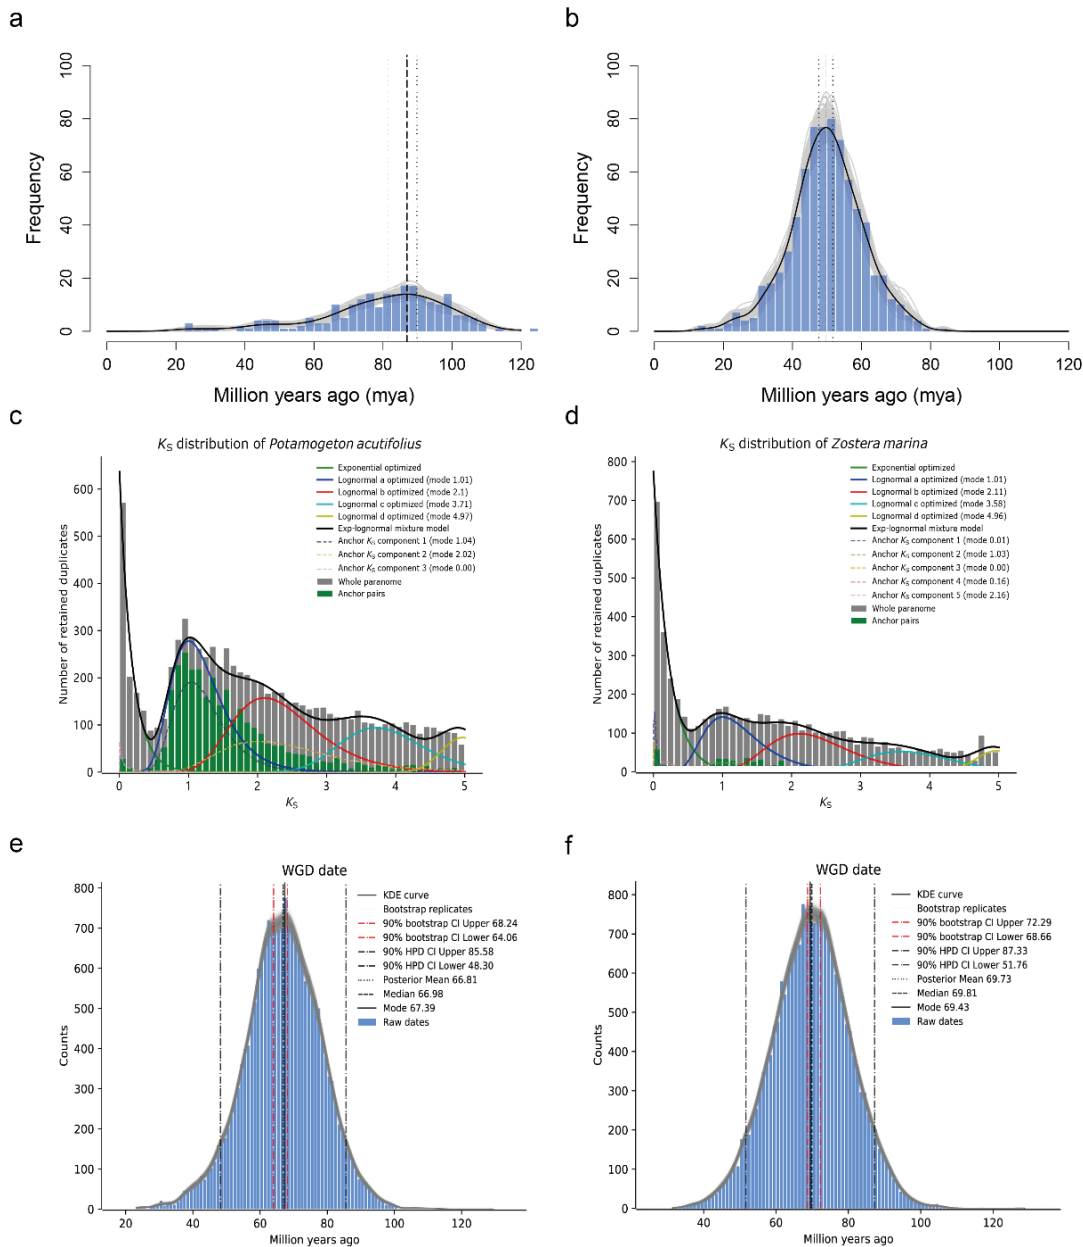 a
100
80
60
40
20
0
Frequency
0 20 40 60 80 100 120
Million years ago (mya)
b
100
80
60
40
20
0
Frequency
0 20 40 60 80 100 120
Million years ago (mya)
c
KS distribution of Potamogeton acutifolius
Exponential optimized
Lognormal a optimized (mode 1.01)
Lognormal b optimized (mode 2.1)
Lognormal c optimized (mode 3.71)
Lognormal d optimized (mode 4.97)
Exp-lognormal mixture model
Anchor KS component 1 (mode 1.04)
Anchor KS component 2 (mode 2.02)
Anchor KS component 3 (mode 0.00)
Whole paranome
Anchor pairs
600
500
400
300
200
100
0
Number of retained duplicates
0 1 2 3 4 5
KS
d
KS distribution of Zostera marina
Exponential optimized
Lognormal a optimized (mode 1.01)
Lognormal b optimized (mode 2.11)
Lognormal c optimized (mode 3.58)
Lognormal d optimized (mode 4.96)
Exp-lognormal mixture model
Anchor KS component 1 (mode 0.01)
Anchor KS component 2 (mode 1.03)
Anchor KS component 3 (mode 0.00)
Anchor KS component 4 (mode 0.16)
Anchor KS component 5 (mode 2.16)
Whole paranome
Anchor pairs
800
700
600
500
400
300
200
100
0
Number of retained duplicates
0 1 2 3 4 5
KS
e
WGD date
KDE curve
Bootstrap replicates
90% bootstrap CI Upper 68.24
90% bootstrap CI Lower 64.06
90% HPD CI Upper 85.58
90% HPD CI Lower 48.30
Posterior Mean 66.81
Median 66.98
Mode 67.39
Raw dates
800
700
600
500
400
300
200
100
0
Counts
20 40 60 80 100 120
Million years ago
f
WGD date
KDE curve
Bootstrap replicates
90% bootstrap CI Upper 72.29
90% bootstrap CI Lower 68.66
90% HPD CI Upper 87.33
90% HPD CI Lower 51.76
Posterior Mean 69.73
Median 69.81
Mode 69.43
Raw dates
800
700
600
500
400
300
200
100
0
Counts
40 60 80 100 120
Million years ago